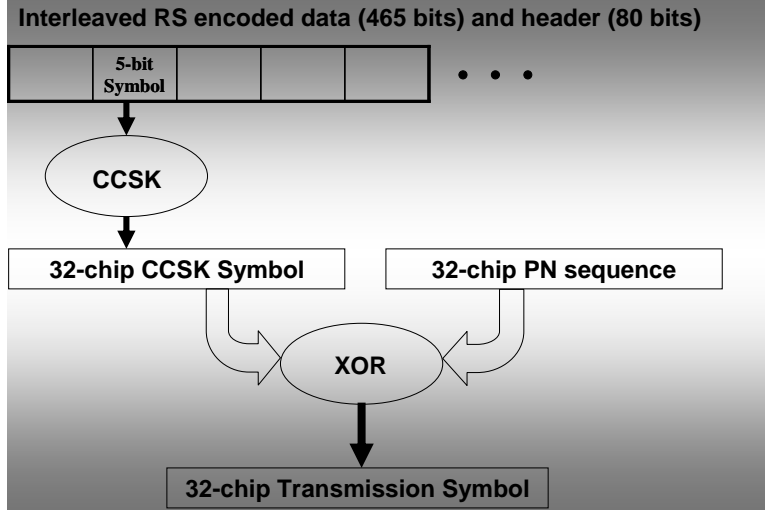 Interleaved RS encoded data (465 bits) and header (80 bits)
5-bit
Symbol
• • •
CCSK
32-chip CCSK Symbol
32-chip PN sequence
XOR
32-chip Transmission Symbol